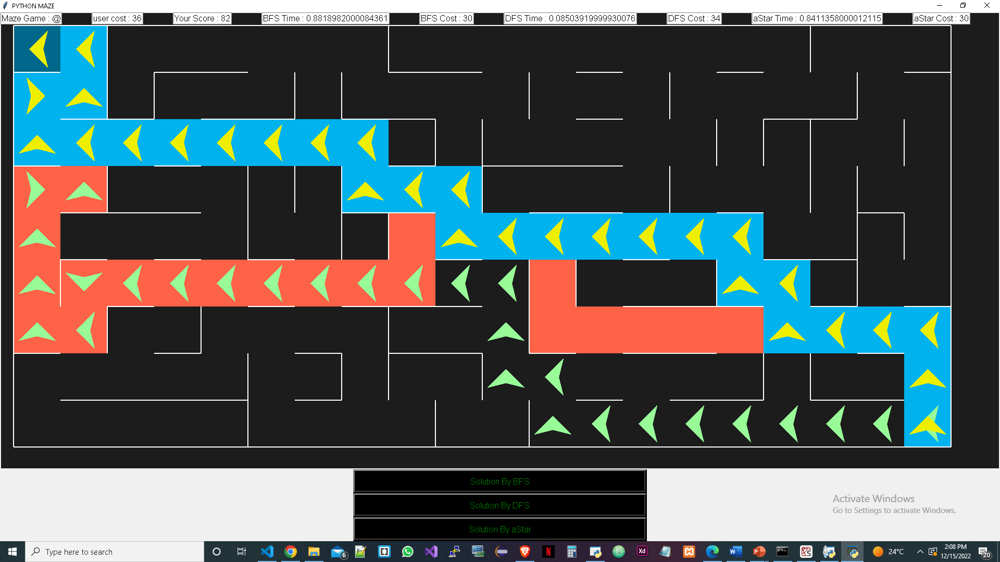 PYTHON MAZE
Maze Game : @
user cost : 36
Your Score : 82
BFS Time : 0.8818982000084361
BFS Cost : 30
DFS Time : 0.08503919999930076
DFS Cost : 34
aStar Time : 0.8411358000012115
aStar Cost : 30
Solution By BFS
Solution By DFS
Solution By aStar
Activate Windows
Go to Settings to activate Windows.
Type here to search
6
N
Xd
W
P
24°C
2:08 PM
12/15/2022
20